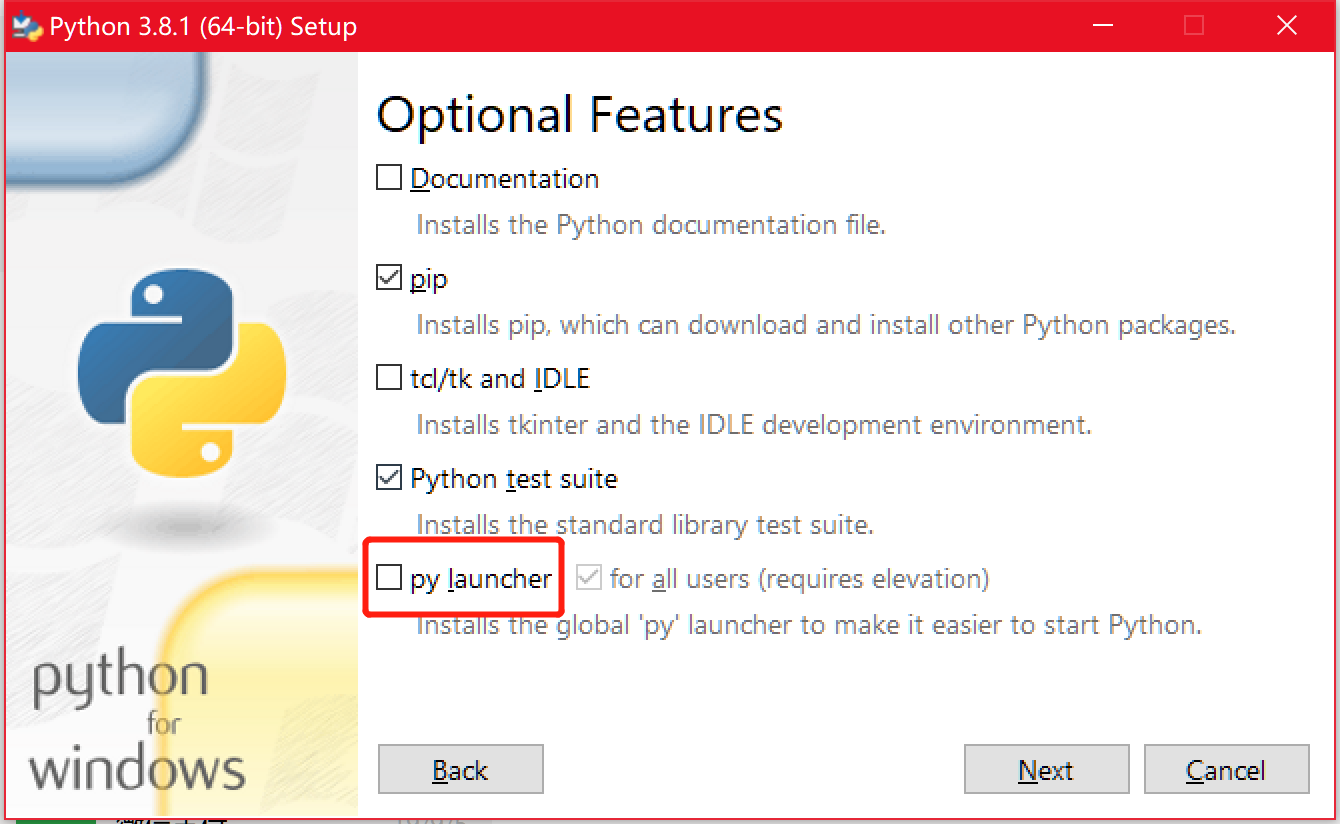 Python 3.8.1 (64-bit) Setup
Optional Features
Documentation
Installs the Python documentation file.
pip
Installs pip, which can download and install other Python packages.
tcl/tk and IDLE
Installs tkinter and the IDLE development environment.
Python test suite
Installs the standard library test suite.
py launcher for all users (requires elevation)
Installs the global 'py' launcher to make it easier to start Python.
python
for
windows
Back
Next
Cancel